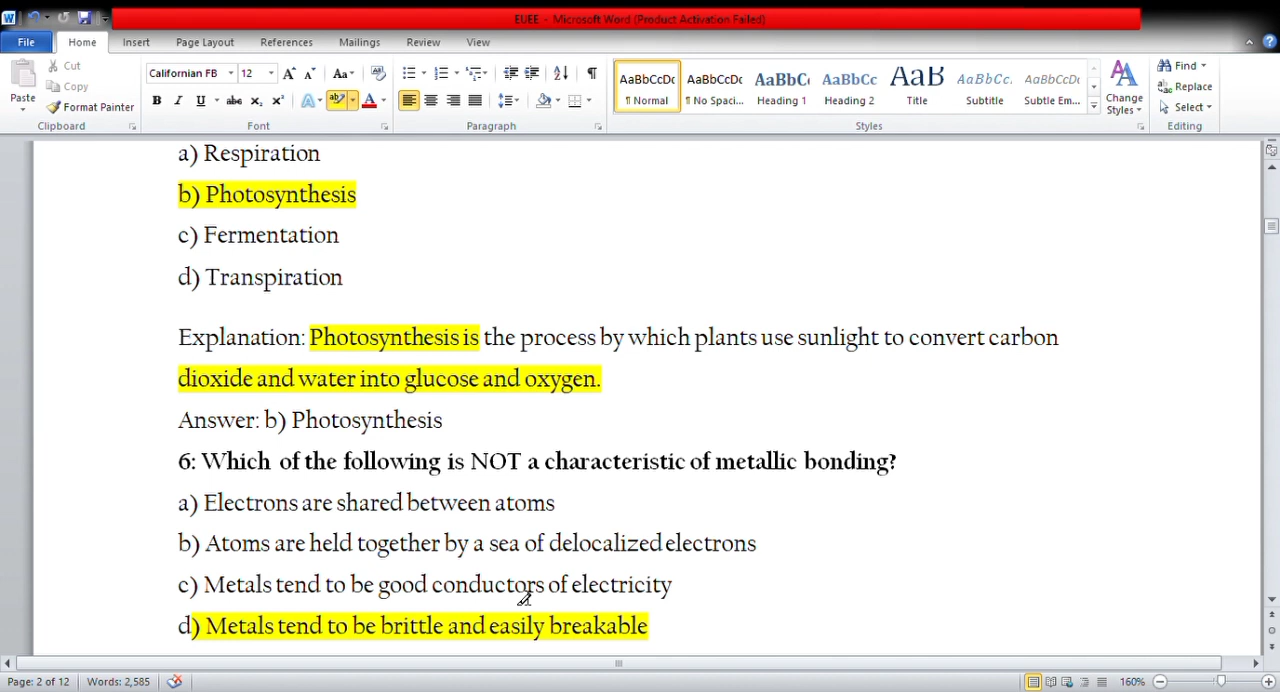 EUEE - Microsoft Word (Product Activation Failed)
File Home Insert Page Layout References Mailings Review View
Paste
Cut
Copy
Format Painter
Clipboard
Californian FB 12
Font
Paragraph
AaBbCcDc AaBbCcDc AaBbC AaBbCc AaB AaBbCc. AaBbCcDc
¶ Normal ¶ No Spaci... Heading 1 Heading 2 Title Subtitle Subtle Em...
Styles
Change Styles
Find
Replace
Select
Editing
a) Respiration
b) Photosynthesis
c) Fermentation
d) Transpiration
Explanation: Photosynthesis is the process by which plants use sunlight to convert carbon
dioxide and water into glucose and oxygen.
Answer: b) Photosynthesis
6: Which of the following is NOT a characteristic of metallic bonding?
a) Electrons are shared between atoms
b) Atoms are held together by a sea of delocalized electrons
c) Metals tend to be good conductors of electricity
d) Metals tend to be brittle and easily breakable
Page: 2 of 12 Words: 2,585 160%